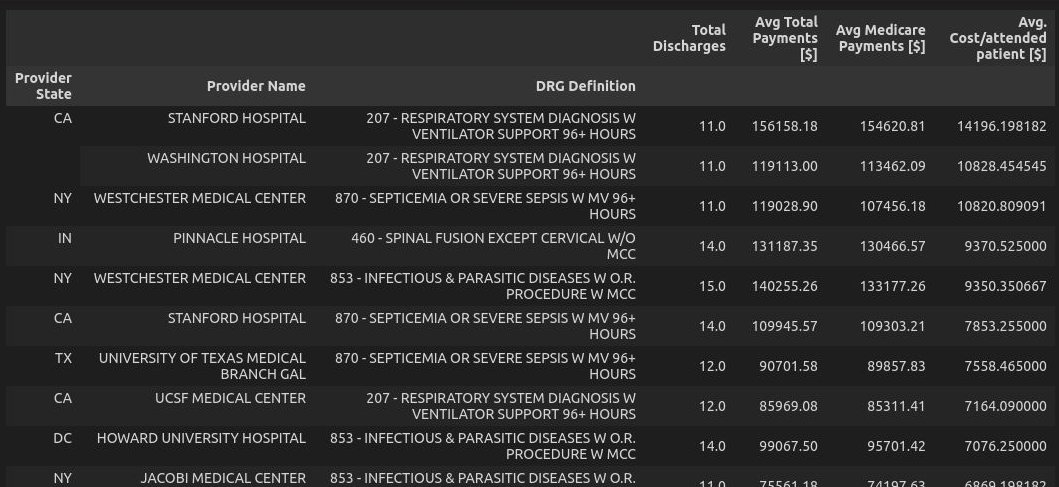 Total Discharges Avg Total Payments [$] Avg Medicare Payments [$] Avg. Cost/attended patient [$]
Provider State Provider Name DRG Definition
CA STANFORD HOSPITAL 207 - RESPIRATORY SYSTEM DIAGNOSIS W VENTILATOR SUPPORT 96+ HOURS 11.0 156158.18 154620.81 14196.198182
WASHINGTON HOSPITAL 207 - RESPIRATORY SYSTEM DIAGNOSIS W VENTILATOR SUPPORT 96+ HOURS 11.0 119113.00 113462.09 10828.454545
NY WESTCHESTER MEDICAL CENTER 870 - SEPTICEMIA OR SEVERE SEPSIS W MV 96+ HOURS 11.0 119028.90 107456.18 10820.809091
IN PINNACLE HOSPITAL 460 - SPINAL FUSION EXCEPT CERVICAL W/O MCC 14.0 131187.35 130466.57 9370.525000
NY WESTCHESTER MEDICAL CENTER 853 - INFECTIOUS & PARASITIC DISEASES W O.R. PROCEDURE W MCC 15.0 140255.26 133177.26 9350.350667
CA STANFORD HOSPITAL 870 - SEPTICEMIA OR SEVERE SEPSIS W MV 96+ HOURS 14.0 109945.57 109303.21 7853.255000
TX UNIVERSITY OF TEXAS MEDICAL BRANCH GAL 870 - SEPTICEMIA OR SEVERE SEPSIS W MV 96+ HOURS 12.0 90701.58 89857.83 7558.465000
CA UCSF MEDICAL CENTER 207 - RESPIRATORY SYSTEM DIAGNOSIS W VENTILATOR SUPPORT 96+ HOURS 12.0 85969.08 85311.41 7164.090000
DC HOWARD UNIVERSITY HOSPITAL 853 - INFECTIOUS & PARASITIC DISEASES W O.R. PROCEDURE W MCC 14.0 99067.50 95701.42 7076.250000
NY JACOBI MEDICAL CENTER 853 - INFECTIOUS & PARASITIC DISEASES W O.R. 11.0 75561.18 74197.63 6869.198182